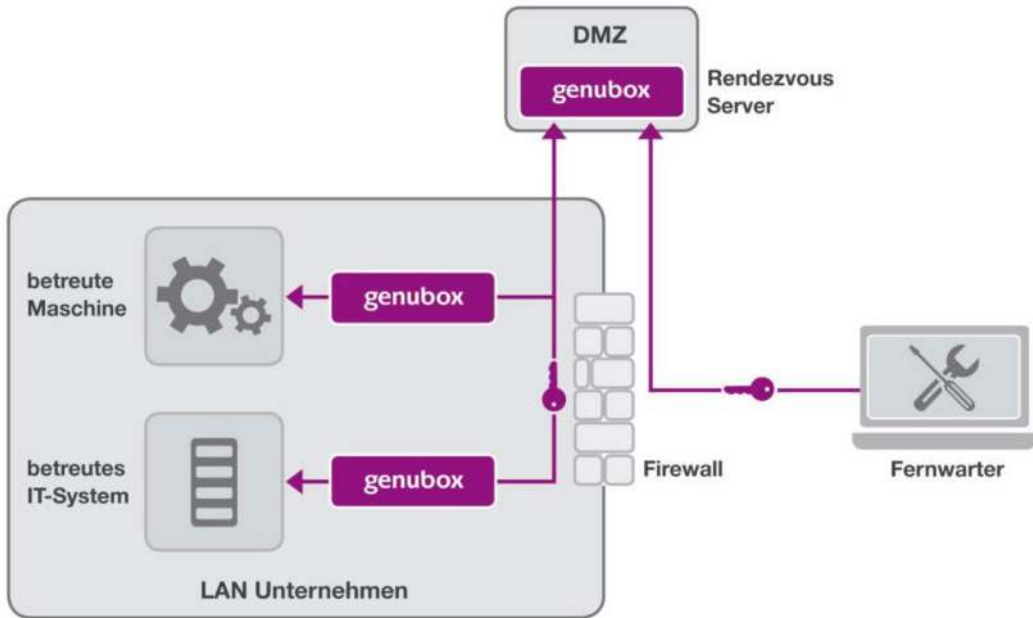 DMZ
genubox
Rendezvous
Server
betreute
Maschine
genubox
betreutes
IT-System
genubox
Firewall
Fernwarter
LAN Unternehmen